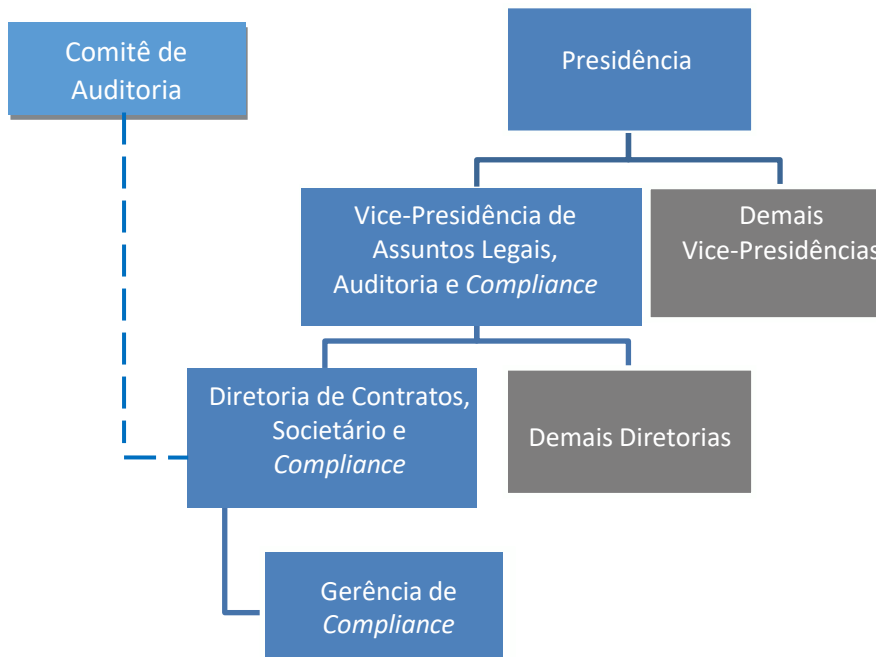 Comitê de
Auditoria
Presidência
Vice-Presidência de
Assuntos Legais,
Auditoria e Compliance
Demais
Vice-Presidências
Diretoria de Contratos,
Societário e
Compliance
Demais Diretorias
Gerência de
Compliance